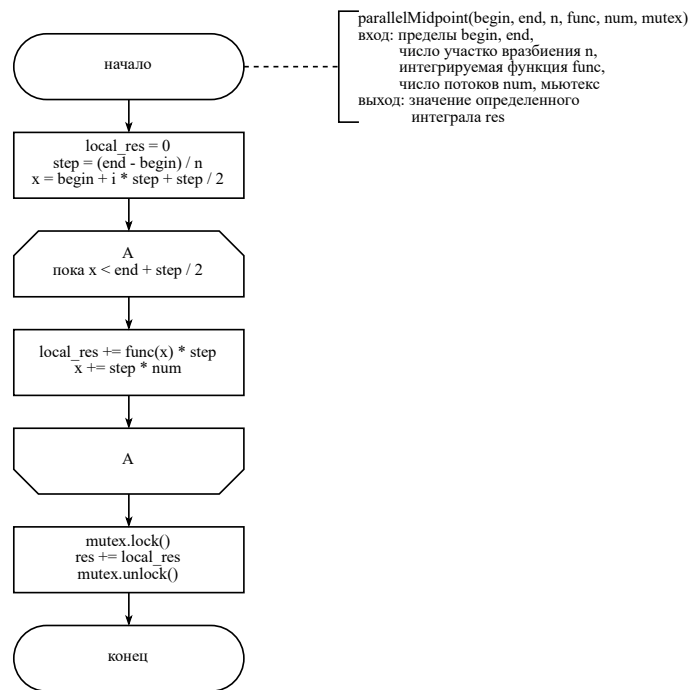 начало
parallelMidpoint(begin, end, n, func, num, mutex)
вход: пределы begin, end,
число участко вразбиения n,
интегрируемая функция func,
число потоков num, мьютекс
выход: значение определенного
интеграла res
local_res = 0
step = (end - begin) / n
x = begin + i * step + step / 2
A
пока x < end + step / 2
local_res += func(x) * step
x += step * num
A
mutex.lock()
res += local_res
mutex.unlock()
конец